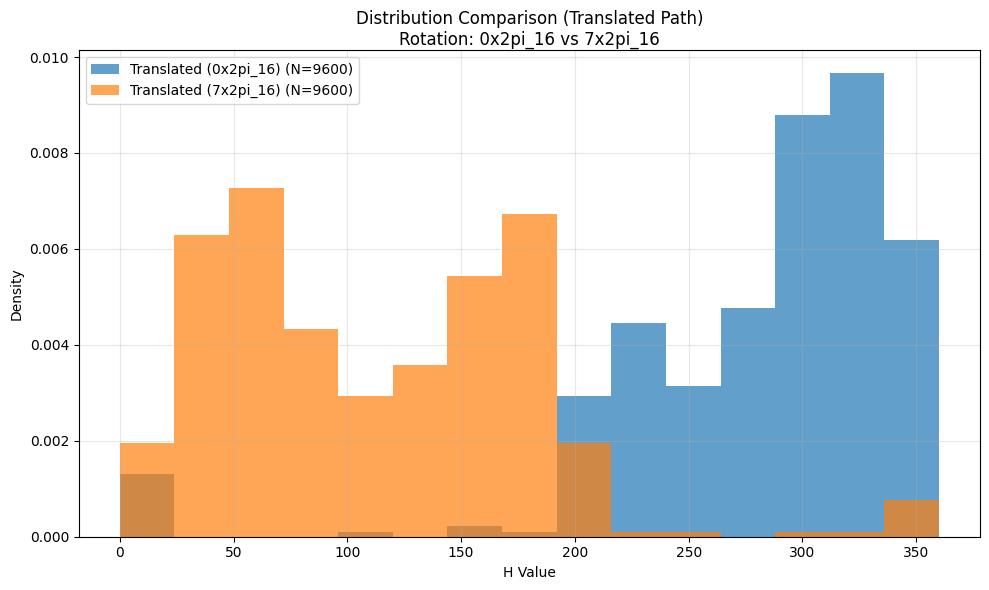 Distribution Comparison (Translated Path)
Rotation: 0x2pi_16 vs 7x2pi_16
Translated (0x2pi_16) (N=9600)
Translated (7x2pi_16) (N=9600)
Density
0.010
0.008
0.006
0.004
0.002
0.000
0 50 100 150 200 250 300 350
H Value